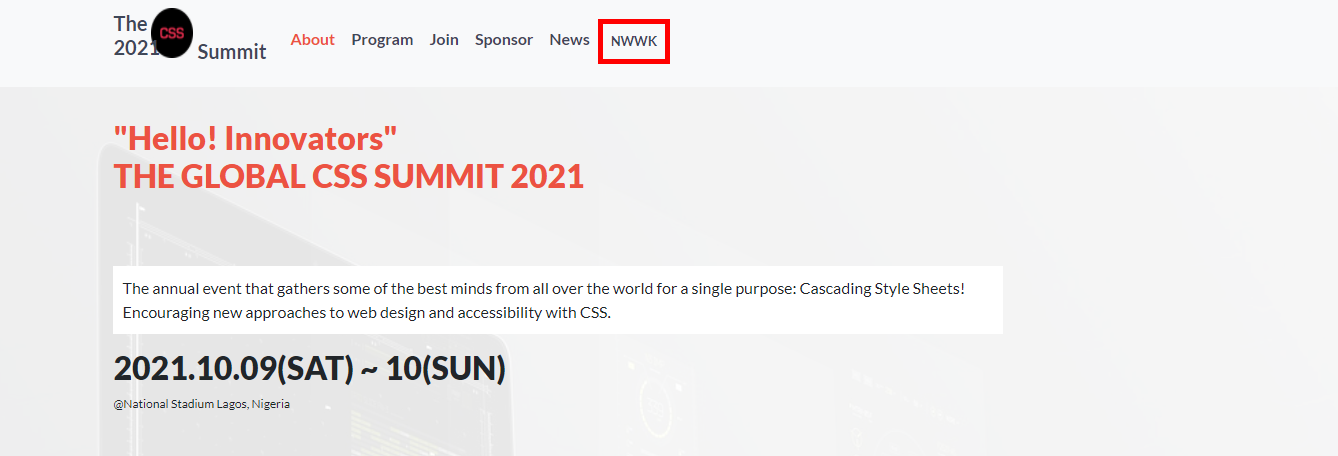 The
2021 CSS Summit
About Program Join Sponsor News NWWK
"Hello! Innovators"
THE GLOBAL CSS SUMMIT 2021
The annual event that gathers some of the best minds from all over the world for a single purpose: Cascading Style Sheets!
Encouraging new approaches to web design and accessibility with CSS.
2021.10.09(SAT) ~ 10(SUN)
@National Stadium Lagos, Nigeria